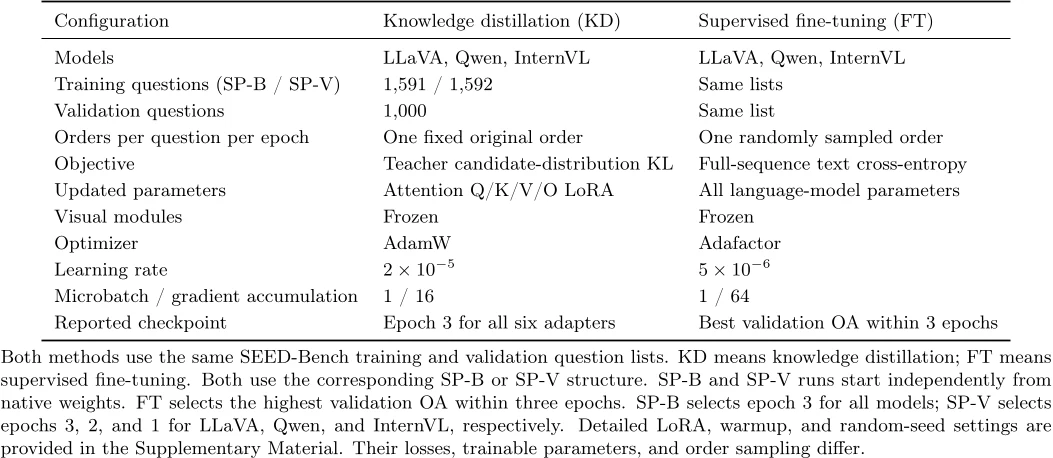 Configuration Knowledge distillation (KD) Supervised fine-tuning (FT)
Models LLaVA, Qwen, InternVL LLaVA, Qwen, InternVL
Training questions (SP-B / SP-V) 1,591 / 1,592 Same lists
Validation questions 1,000 Same list
Orders per question per epoch One fixed original order One randomly sampled order
Objective Teacher candidate-distribution KL Full-sequence text cross-entropy
Updated parameters Attention Q/K/V/O LoRA All language-model parameters
Visual modules Frozen Frozen
Optimizer AdamW Adafactor
Learning rate 2 × 10⁻⁵ 5 × 10⁻⁶
Microbatch / gradient accumulation 1 / 16 1 / 64
Reported checkpoint Epoch 3 for all six adapters Best validation OA within 3 epochs
Both methods use the same SEED-Bench training and validation question lists. KD means knowledge distillation; FT means
supervised fine-tuning. Both use the corresponding SP-B or SP-V structure. SP-B and SP-V runs start independently from
native weights. FT selects the highest validation OA within three epochs. SP-B selects epoch 3 for all models; SP-V selects
epochs 3, 2, and 1 for LLaVA, Qwen, and InternVL, respectively. Detailed LoRA, warmup, and random-seed settings are
provided in the Supplementary Material. Their losses, trainable parameters, and order sampling differ.